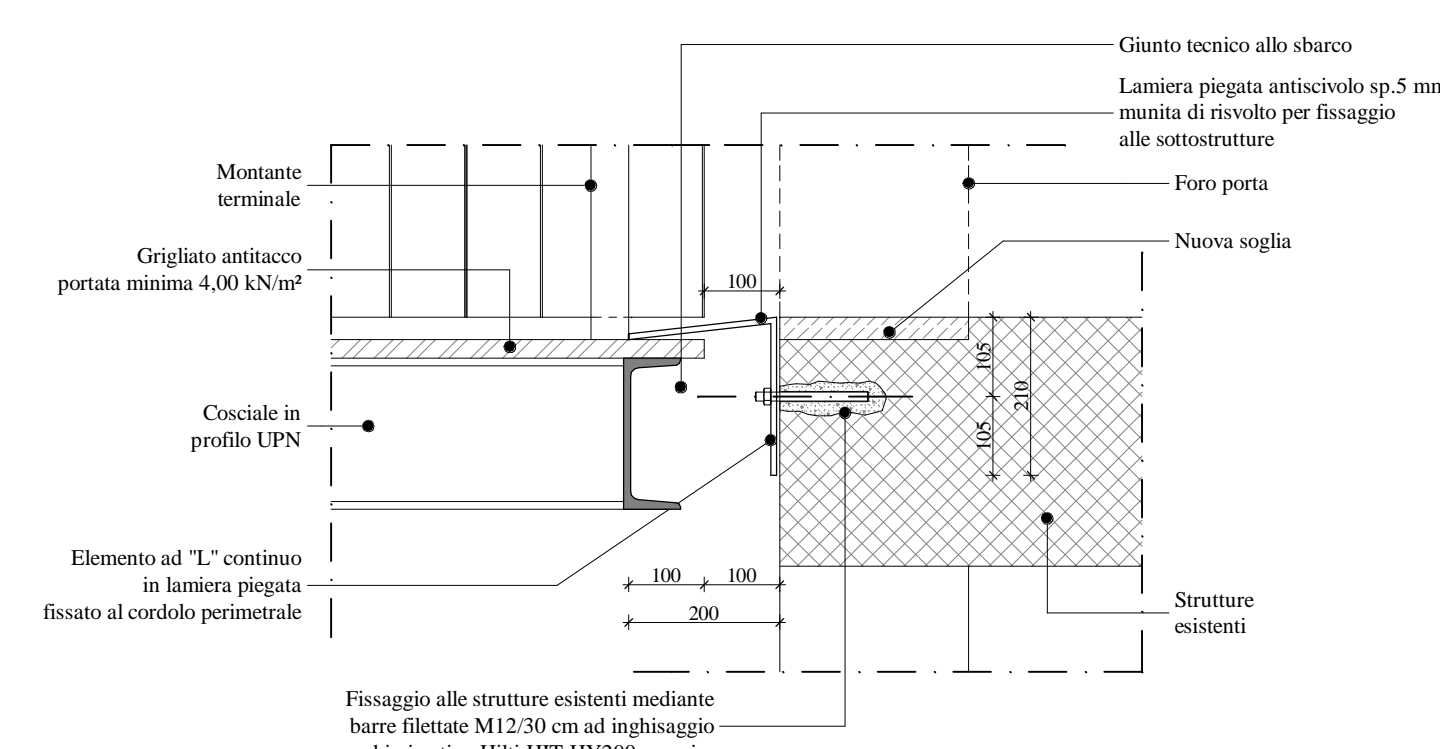 Giunto tecnico allo sbarco
Lamiera piegata antiscivolo sp.5 mm
munita di risvolto per fissaggio
alle sottostrutture
Montante
terminale
Foro porta
Grigliato antitacco
portata minima 4,00 kN/m²
Nuova soglia
100
105
210
105
Cosciale in
profilo UPN
Elemento ad "L" continuo
in lamiera piegata
fissato al cordolo perimetrale
100 100
200
Strutture
esistenti
Fissaggio alle strutture esistenti mediante
barre filettate M12/30 cm ad inghisaggio
Hilti HIT-HY200